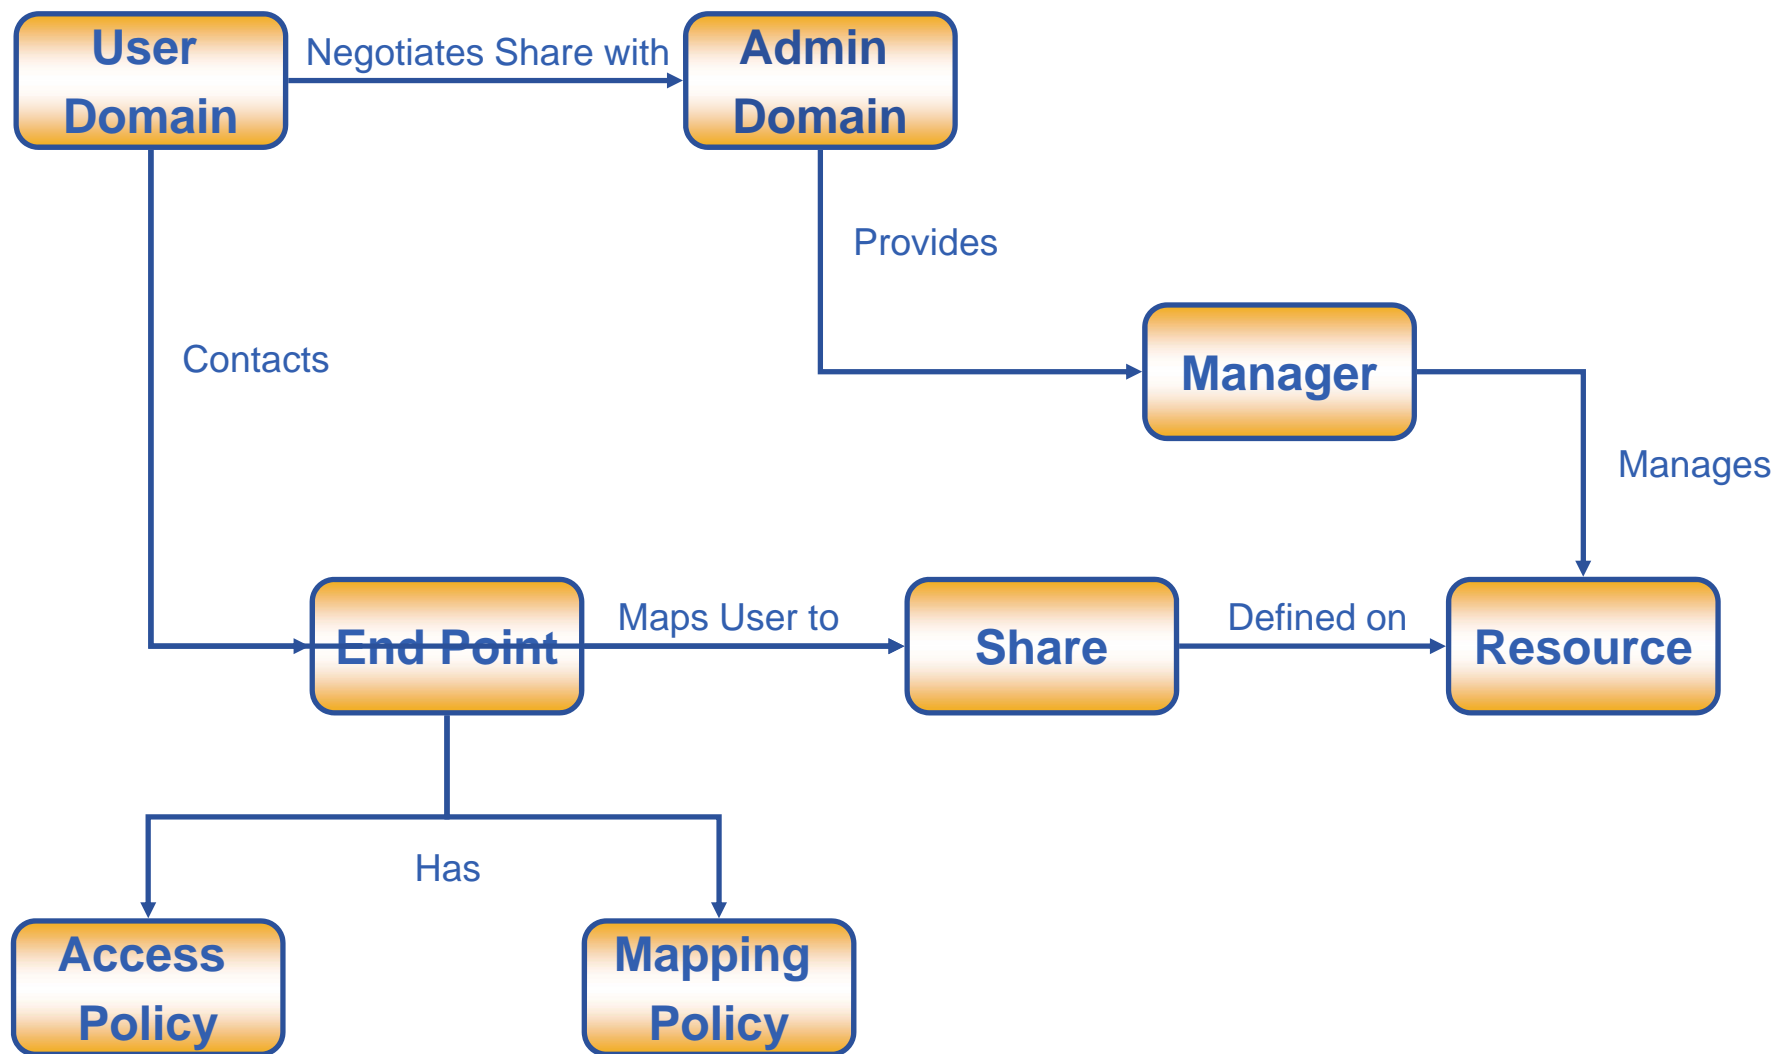 User
Domain
Negotiates Share with
Admin
Domain
Provides
Contacts
Manager
Manages
End Point
Maps User to
Share
Defined on
Resource
Has
Access
Policy
Mapping
Policy